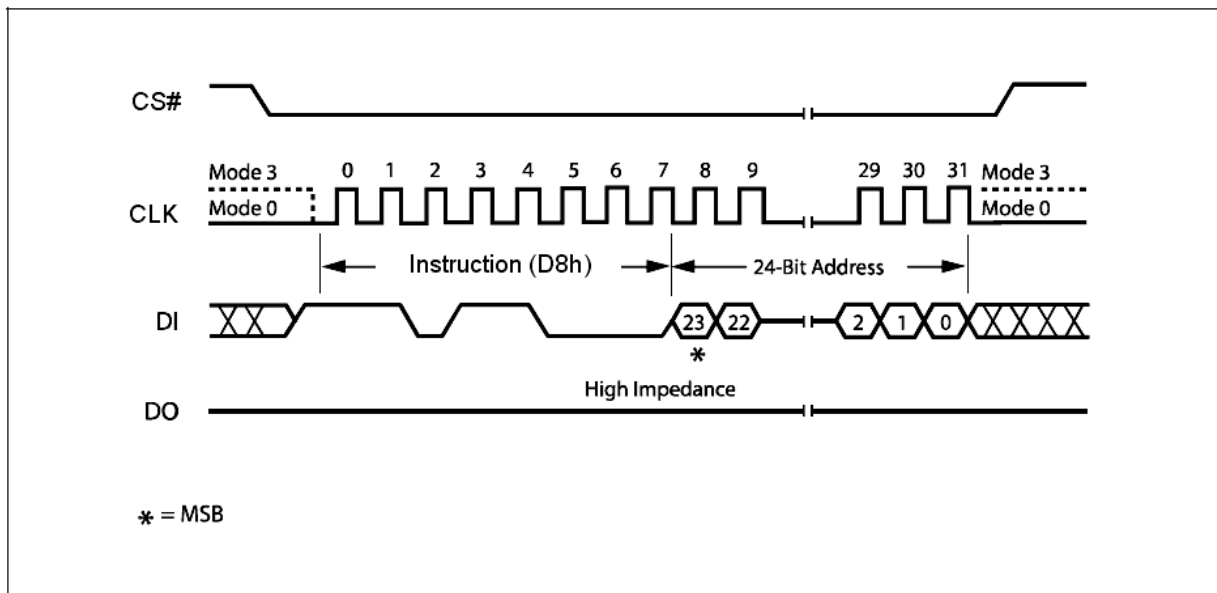 CS#
Mode 3 0 1 2 3 4 5 6 7 8 9 29 30 31 Mode 3
CLK Mode 0 Mode 0
Instruction (D8h) 24-Bit Address
DI 23 22 2 1 0
*
High Impedance
DO
* = MSB